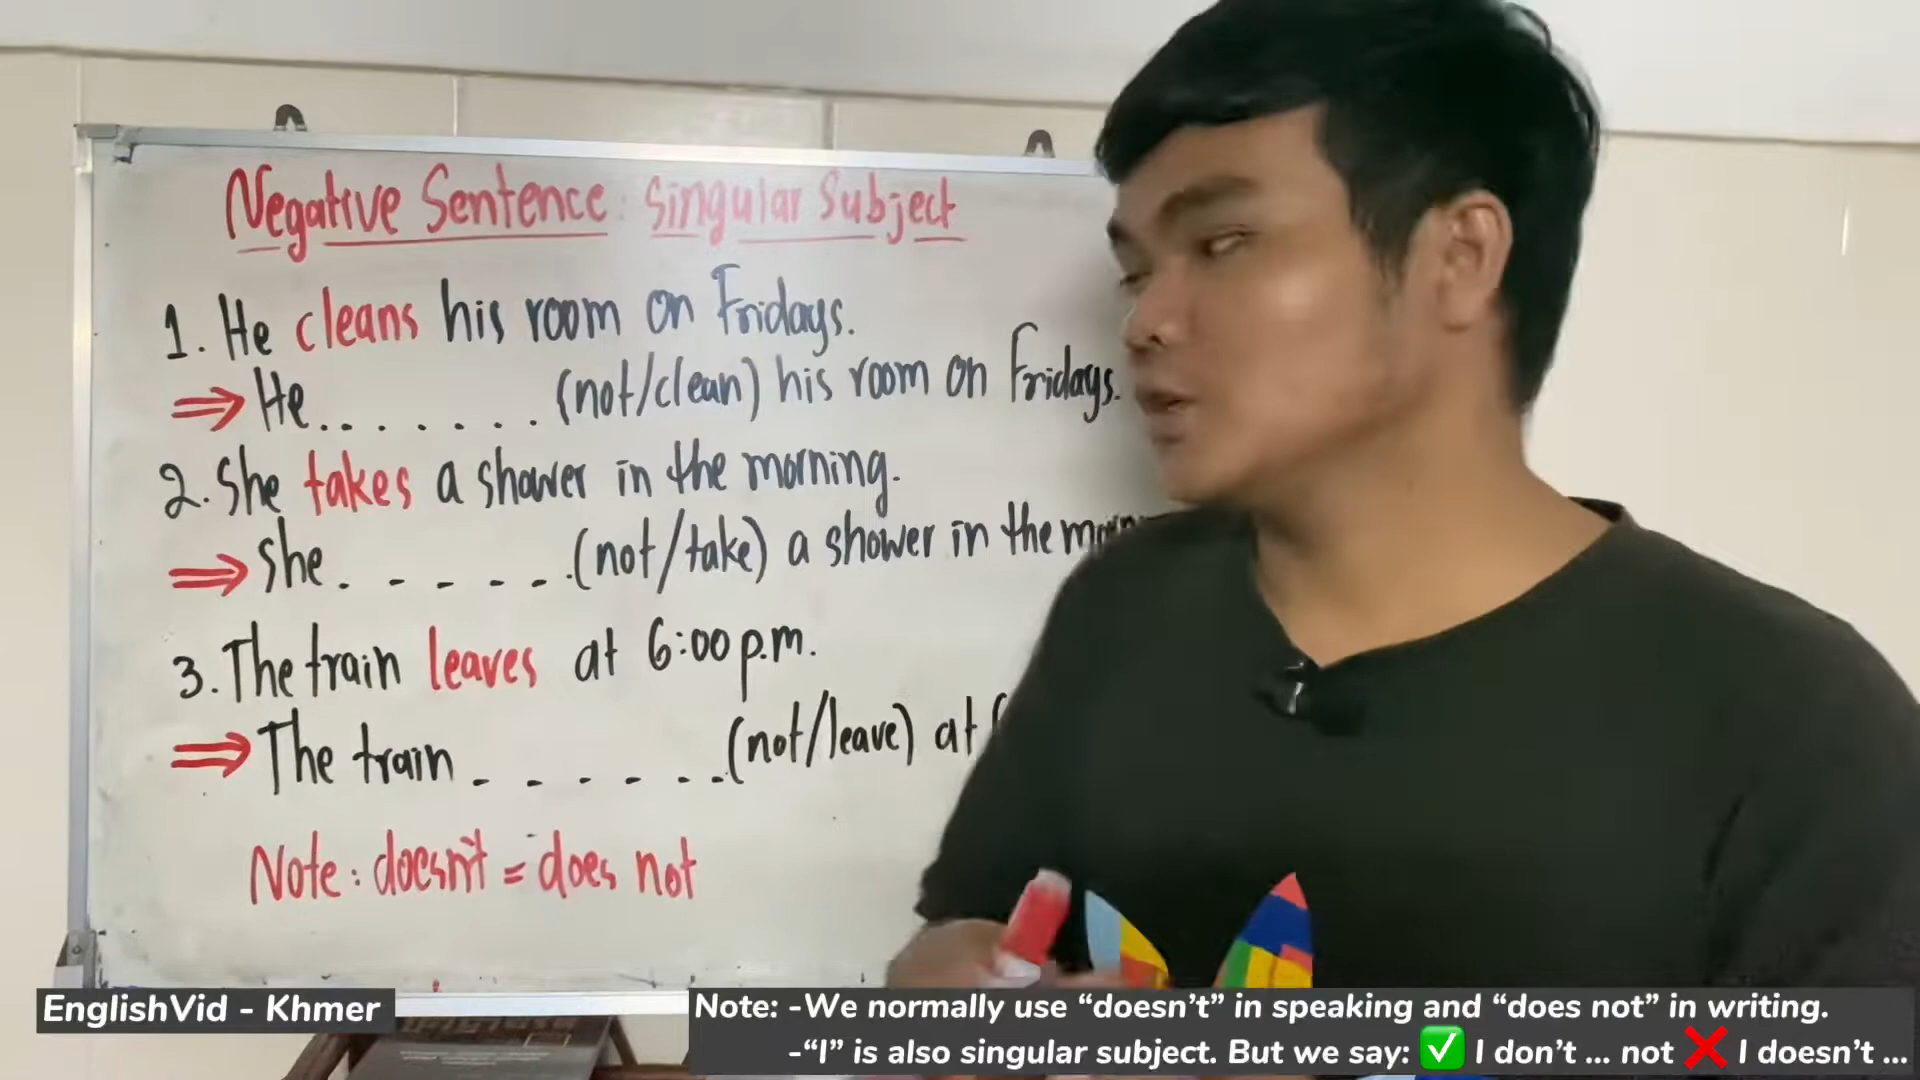 Negative Sentence: Singular Subject
1. He cleans his room on Fridays.
⇒ He........(not/clean) his room on Fridays.
2. She takes a shower in the morning.
⇒ She......(not/take) a shower in the
3. The train leaves at 6:00 p.m.
⇒ The train......(not/leave) at
Note: doesn't = does not
EnglishVid - Khmer
Note: -We normally use “doesn’t” in speaking and “does not” in writing.
-“I” is also singular subject. But we say: ✅ I don’t ... not ❌ I doesn’t ...